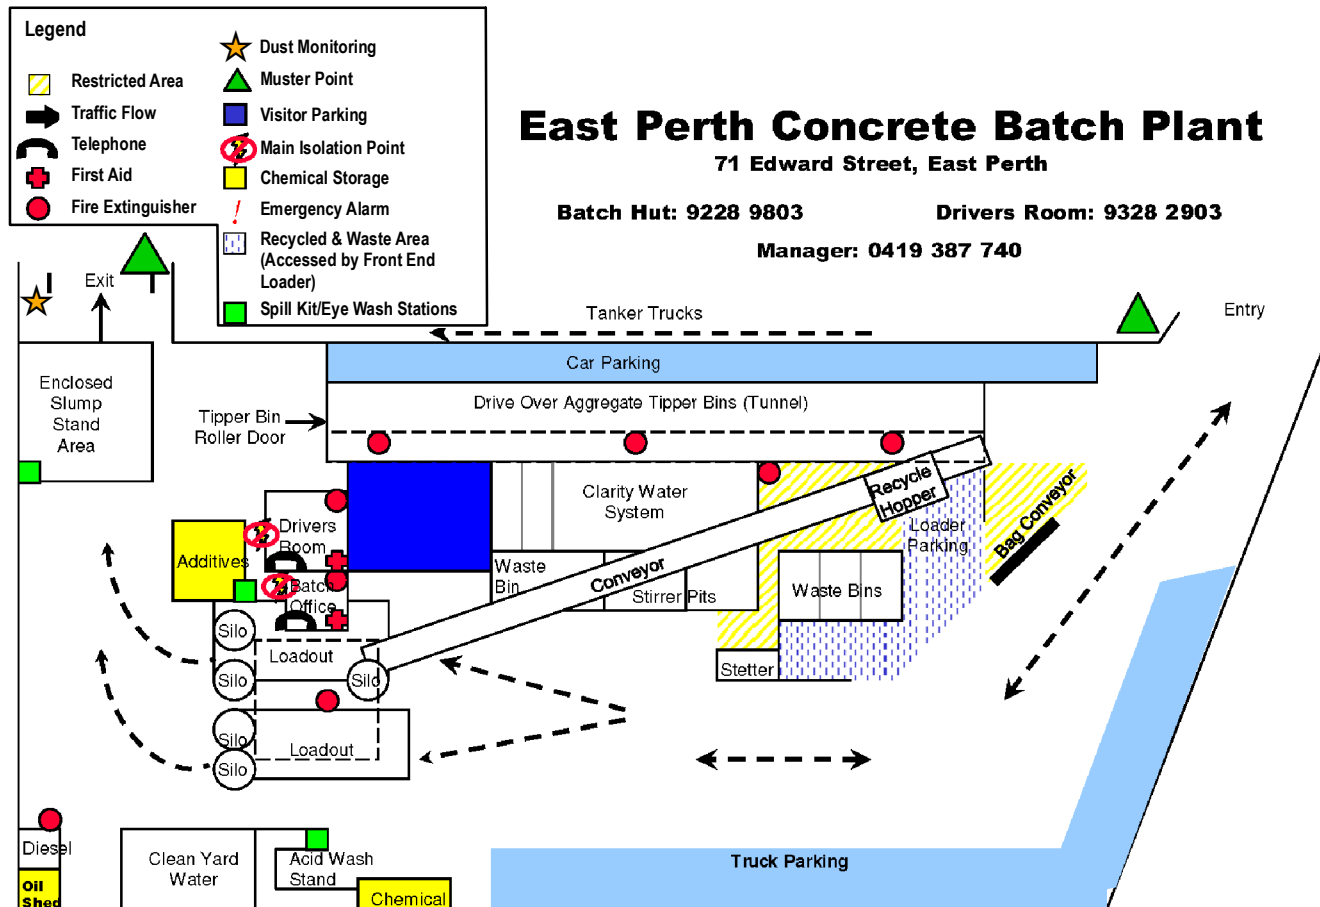 Legend
Restricted Area
Traffic Flow
Telephone
First Aid
Fire Extinguisher
Dust Monitoring
Muster Point
Visitor Parking
Main Isolation Point
Chemical Storage
Emergency Alarm
Recycled & Waste Area
(Accessed by Front End
Loader)
Spill Kit/Eye Wash Stations
East Perth Concrete Batch Plant
71 Edward Street, East Perth
Batch Hut: 9228 9803
Drivers Room: 9328 2903
Manager: 0419 387 740
Exit
Tanker Trucks
Entry
Car Parking
Enclosed
Slump
Stand
Area
Tipper Bin
Roller Door
Drive Over Aggregate Tipper Bins (Tunnel)
Clarity Water
System
Recycle
Hopper
Loader
Parking
Bag Conveyor
Drivers
Room
Additives
Batch
Office
Waste
Bin
Conveyor
Stirrer Pits
Waste Bins
Silo
Loadout
Silo
Silo
Stetter
Silo
Loadout
Silo
Diesel
Oil
Shed
Clean Yard
Water
Acid Wash
Stand
Chemical
Truck Parking